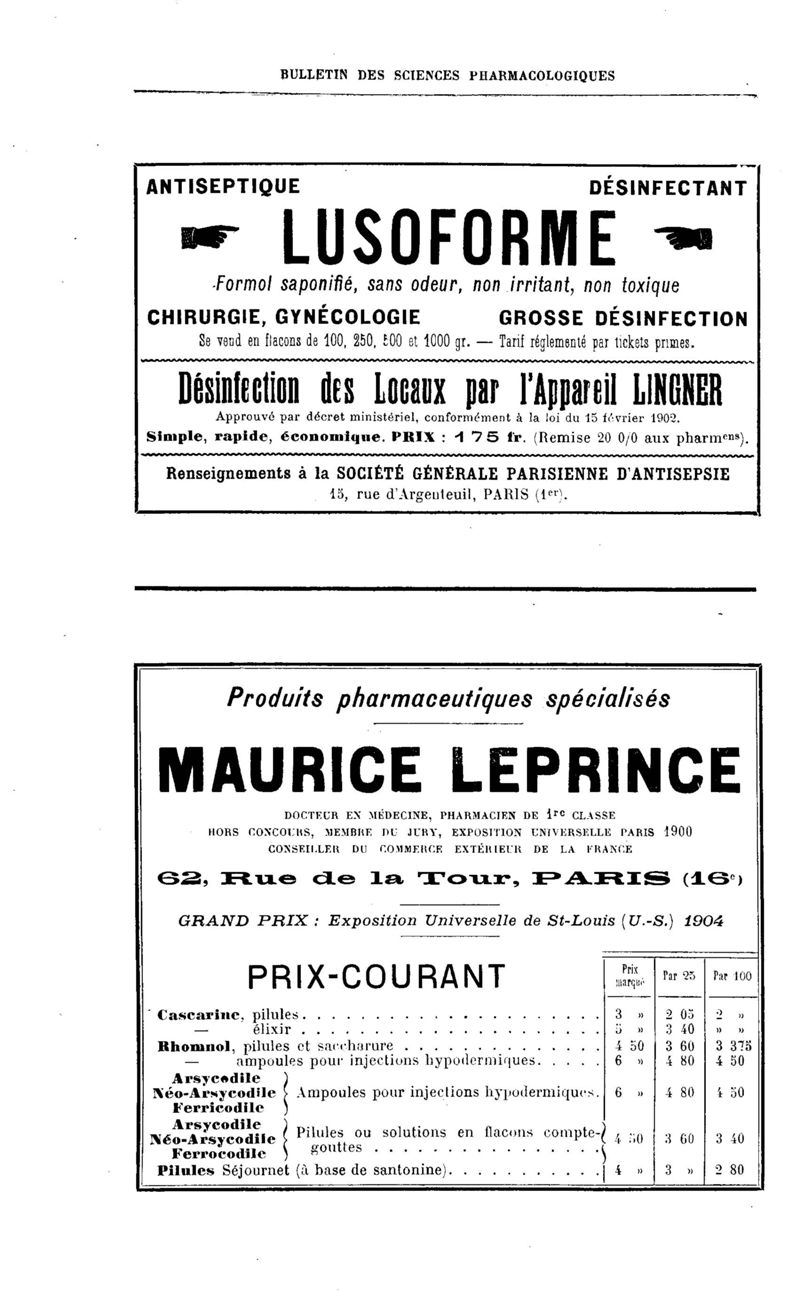 BULLETIN DES SCIENCES PHARMACOLOGIQUES
ANTISEPTIQUE DÉSINFECTANT
LUSOFORME
Formol saponifié, sans odeur, non irritant, non toxique
CHIRURGIE, GYNÉCOLOGIE GROSSE DÉSINFECTION
Se vend en flacons de 100, 250, 500 et 1000 gr. — Tarif réglementé par tickets primes.
Désinfection des Locaux par l'Appareil LINGNER
Approuvé par décret ministériel, conformément à la loi du 15 février 1902.
Simple, rapide, économique. PRIX : 175 fr. (Remise 20 0/0 aux pharmens).
Renseignements à la SOCIÉTÉ GÉNÉRALE PARISIENNE D'ANTISEPSIE
15, rue d'Argenteuil, PARIS (1er).
Produits pharmaceutiques spécialisés
MAURICE LEPRINCE
DOCTEUR EN MÉDECINE, PHARMACIEN DE 1re CLASSE
HORS CONCOURS, MEMBRE DU JURY, EXPOSITION UNIVERSELLE PARIS 1900
CONSEILLER DU COMMERCE EXTÉRIEUR DE LA FRANCE
62, Rue de la Tour, PARIS (16e)
GRAND PRIX : Exposition Universelle de St-Louis (U.-S.) 1904
PRIX-COURANT Prix marqué Par 25 Par 100
Cascarine, pilules. . . . . . . . . . . . . . . . . . . . 3 » 2 05 2 »
— élixir . . . . . . . . . . . . . . . . . . . . 5 » 3 40 » »
Rhomnol, pilules et saccharure . . . . . . . . . . . . . . 4 50 3 60 3 375
— ampoules pour injections hypodermiques. . . . . 6 » 4 80 4 50
Arsycodile
Néo-Arsycodile Ampoules pour injections hypodermiques. 6 » 4 80 4 50
Ferricodile
Arsycodile
Néo-Arsycodile Pilules ou solutions en flacons compte- 4 50 3 60 3 40
Ferrocodile gouttes . . . . . . . . . . . . . . . .
Pilules Séjournet (à base de santonine). . . . . . . . . . . 4 » 3 » 2 80